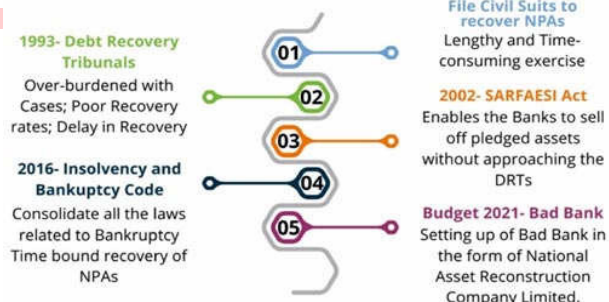 File Civil Suits to
recover NPAs
Lengthy and Time-
consuming exercise
01
1993- Debt Recovery
Tribunals
Over-burdened with
Cases; Poor Recovery
rates; Delay in Recovery
02
2002- SARFAESI Act
Enables the Banks to sell
off pledged assets
without approaching the
DRTs
03
2016- Insolvency and
Bankuptcy Code
Consolidate all the laws
related to Bankruptcy
Time bound recovery of
NPAs
04
05
Budget 2021- Bad Bank
Setting up of Bad Bank in
the form of National
Asset Reconstruction
Company Limited.